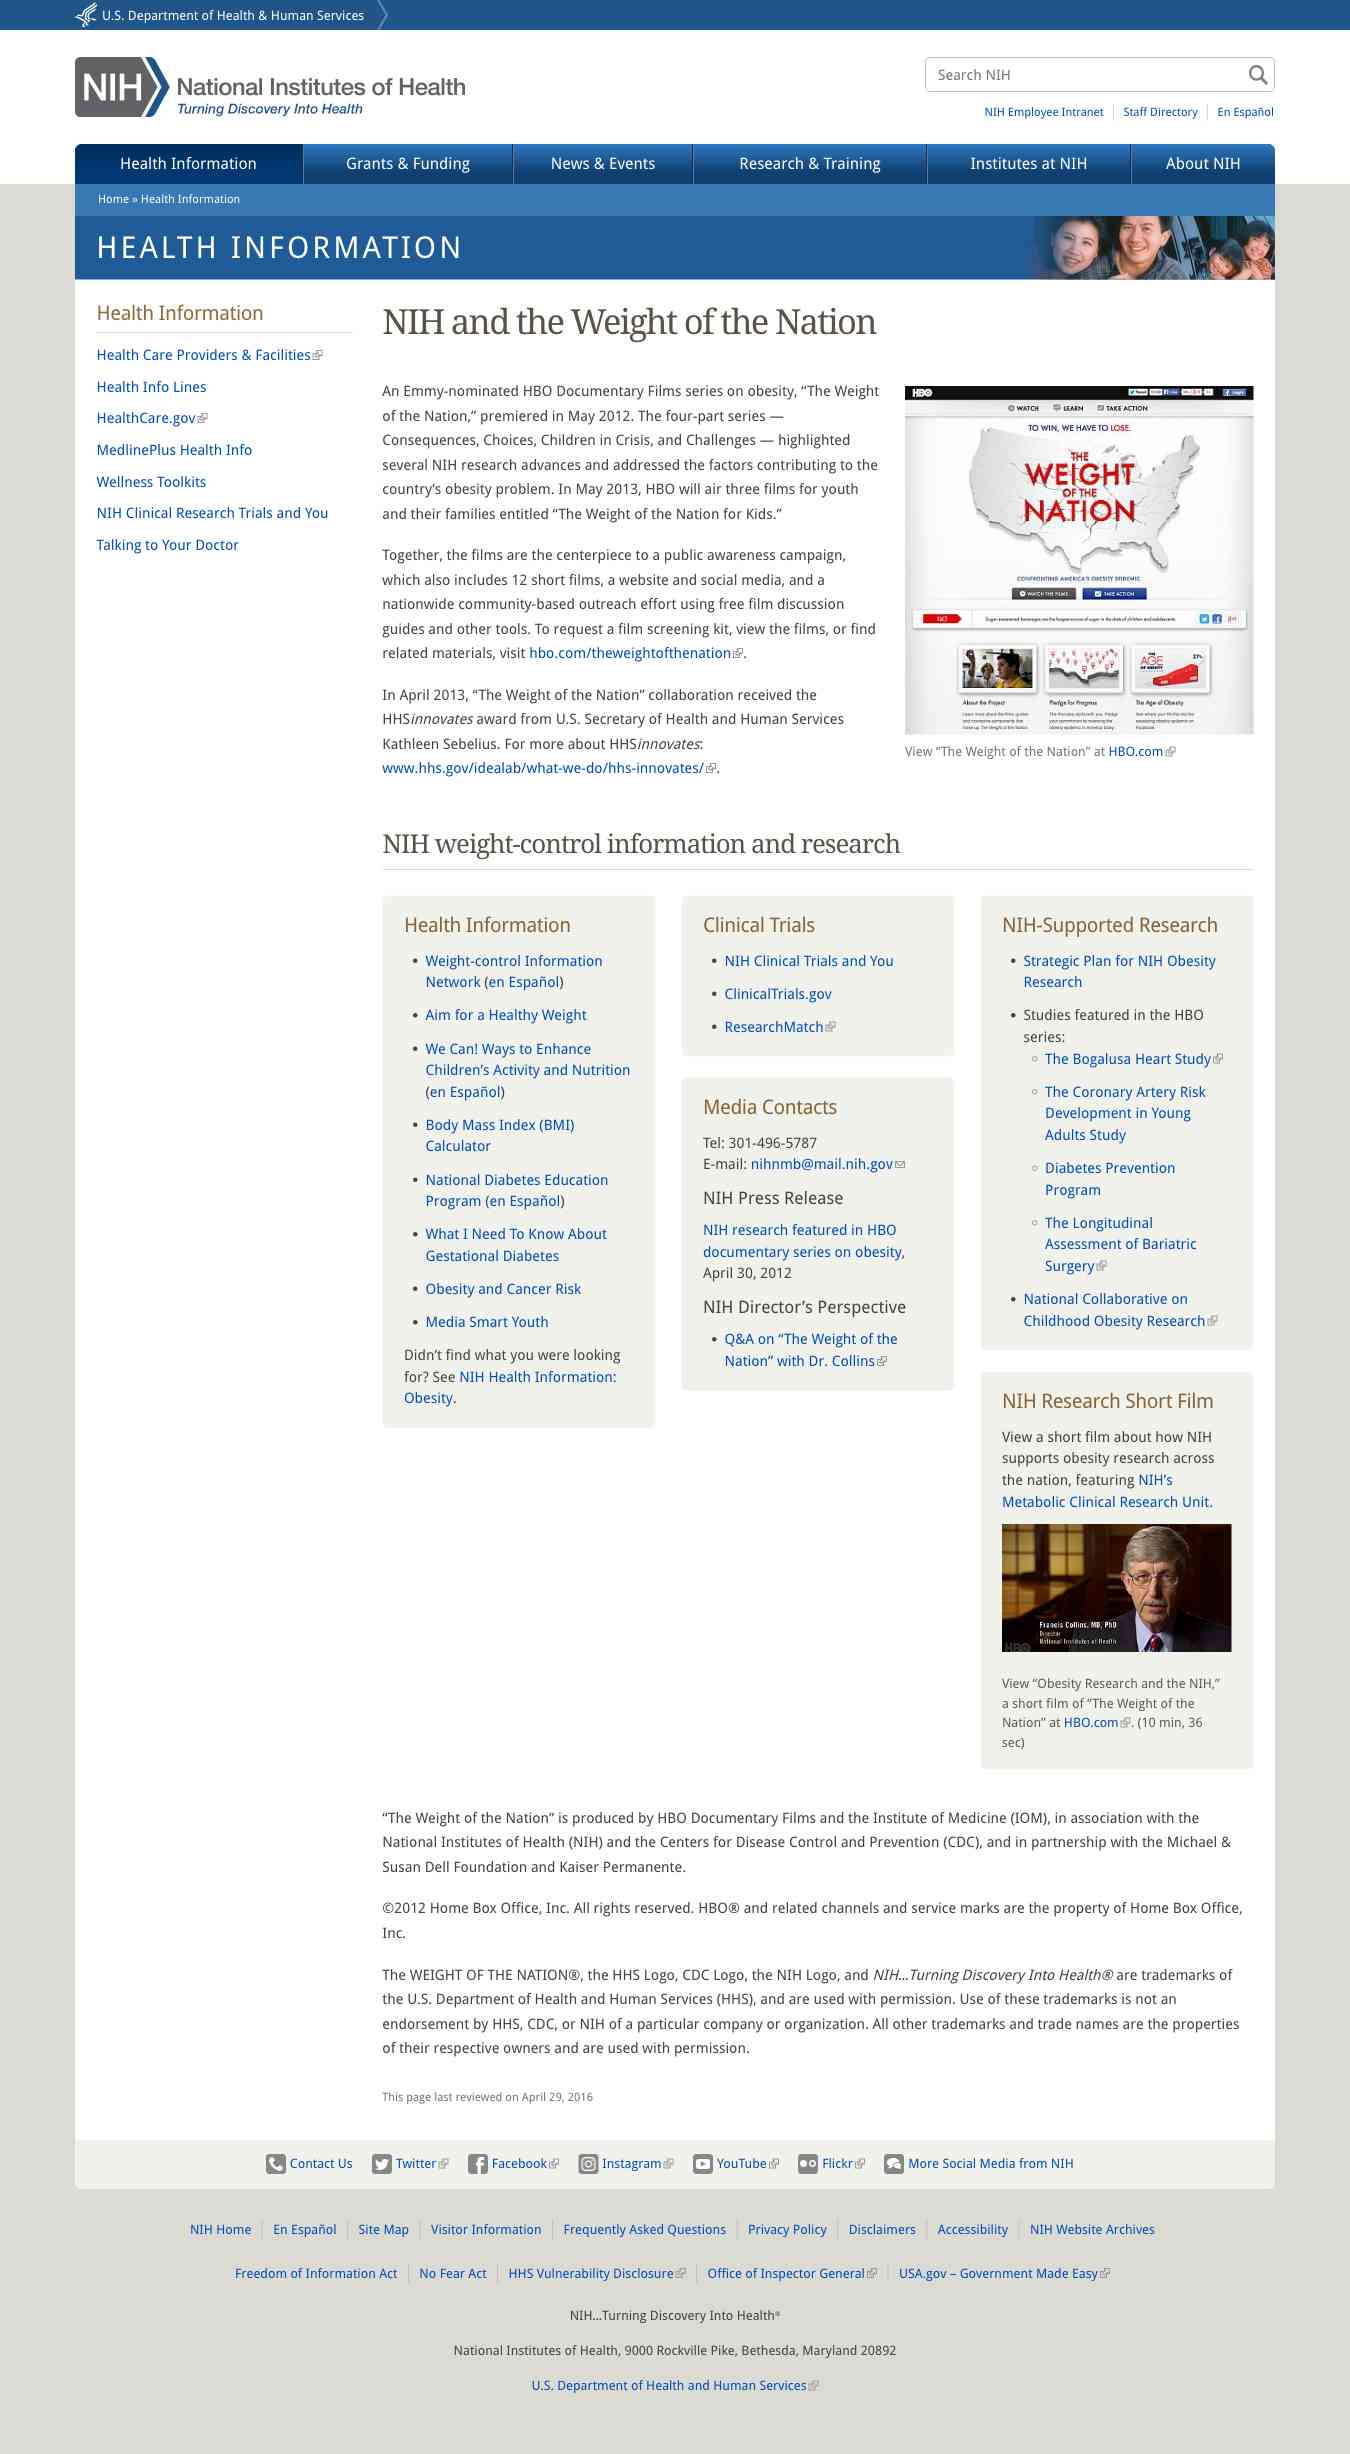 U.S. Department of Health & Human Services
NIH National Institutes of Health
Turning Discovery Into Health
Search NIH
NIH Employee Intranet Staff Directory En Español
Health Information Grants & Funding News & Events Research & Training Institutes at NIH About NIH
Home » Health Information
HEALTH INFORMATION
Health Information
Health Care Providers & Facilities
Health Info Lines
HealthCare.gov
MedlinePlus Health Info
Wellness Toolkits
NIH Clinical Research Trials and You
Talking to Your Doctor
NIH and the Weight of the Nation
An Emmy-nominated HBO Documentary Films series on obesity, “The Weight
of the Nation,” premiered in May 2012. The four-part series —
Consequences, Choices, Children in Crisis, and Challenges — highlighted
several NIH research advances and addressed the factors contributing to the
country’s obesity problem. In May 2013, HBO will air three films for youth
and their families entitled “The Weight of the Nation for Kids.”
Together, the films are the centerpiece to a public awareness campaign,
which also includes 12 short films, a website and social media, and a
nationwide community-based outreach effort using free film discussion
guides and other tools. To request a film screening kit, view the films, or find
related materials, visit hbo.com/theweightofthenation.
In April 2013, “The Weight of the Nation” collaboration received the
HHSinnovates award from U.S. Secretary of Health and Human Services
Kathleen Sebelius. For more about HHSinnovates:
www.hhs.gov/idealab/what-we-do/hhs-innovates/.
HBO
WATCH LEARN TAKE ACTION
TO WIN, WE HAVE TO LOSE.
THE
WEIGHT
OF THE
NATION
CONFRONTING AMERICA'S OBESITY EPIDEMIC
WATCH THE FILMS TAKE ACTION
FACT
THE
AGE
OF OBESITY
About the Project Pledge for Progress The Age of Obesity
View “The Weight of the Nation” at HBO.com
NIH weight-control information and research
Health Information
Weight-control Information
Network (en Español)
Aim for a Healthy Weight
We Can! Ways to Enhance
Children’s Activity and Nutrition
(en Español)
Body Mass Index (BMI)
Calculator
National Diabetes Education
Program (en Español)
What I Need To Know About
Gestational Diabetes
Obesity and Cancer Risk
Media Smart Youth
Didn’t find what you were looking
for? See NIH Health Information:
Obesity.
Clinical Trials
NIH Clinical Trials and You
ClinicalTrials.gov
ResearchMatch
Media Contacts
Tel: 301-496-5787
E-mail: nihnmb@mail.nih.gov
NIH Press Release
NIH research featured in HBO
documentary series on obesity,
April 30, 2012
NIH Director’s Perspective
Q&A on “The Weight of the
Nation” with Dr. Collins
NIH-Supported Research
Strategic Plan for NIH Obesity
Research
Studies featured in the HBO
series:
The Bogalusa Heart Study
The Coronary Artery Risk
Development in Young
Adults Study
Diabetes Prevention
Program
The Longitudinal
Assessment of Bariatric
Surgery
National Collaborative on
Childhood Obesity Research
NIH Research Short Film
View a short film about how NIH
supports obesity research across
the nation, featuring NIH’s
Metabolic Clinical Research Unit.
Francis Collins, MD, PhD
Director
National Institutes of Health
HBO
View “Obesity Research and the NIH,”
a short film of “The Weight of the
Nation” at HBO.com. (10 min, 36
sec)
“The Weight of the Nation” is produced by HBO Documentary Films and the Institute of Medicine (IOM), in association with the
National Institutes of Health (NIH) and the Centers for Disease Control and Prevention (CDC), and in partnership with the Michael &
Susan Dell Foundation and Kaiser Permanente.
©2012 Home Box Office, Inc. All rights reserved. HBO® and related channels and service marks are the property of Home Box Office,
Inc.
The WEIGHT OF THE NATION®, the HHS Logo, CDC Logo, the NIH Logo, and NIH...Turning Discovery Into Health® are trademarks of
the U.S. Department of Health and Human Services (HHS), and are used with permission. Use of these trademarks is not an
endorsement by HHS, CDC, or NIH of a particular company or organization. All other trademarks and trade names are the properties
of their respective owners and are used with permission.
This page last reviewed on April 29, 2016
Contact Us Twitter Facebook Instagram YouTube Flickr More Social Media from NIH
NIH Home En Español Site Map Visitor Information Frequently Asked Questions Privacy Policy Disclaimers Accessibility NIH Website Archives
Freedom of Information Act No Fear Act HHS Vulnerability Disclosure Office of Inspector General USA.gov – Government Made Easy
NIH...Turning Discovery Into Health®
National Institutes of Health, 9000 Rockville Pike, Bethesda, Maryland 20892
U.S. Department of Health and Human Services